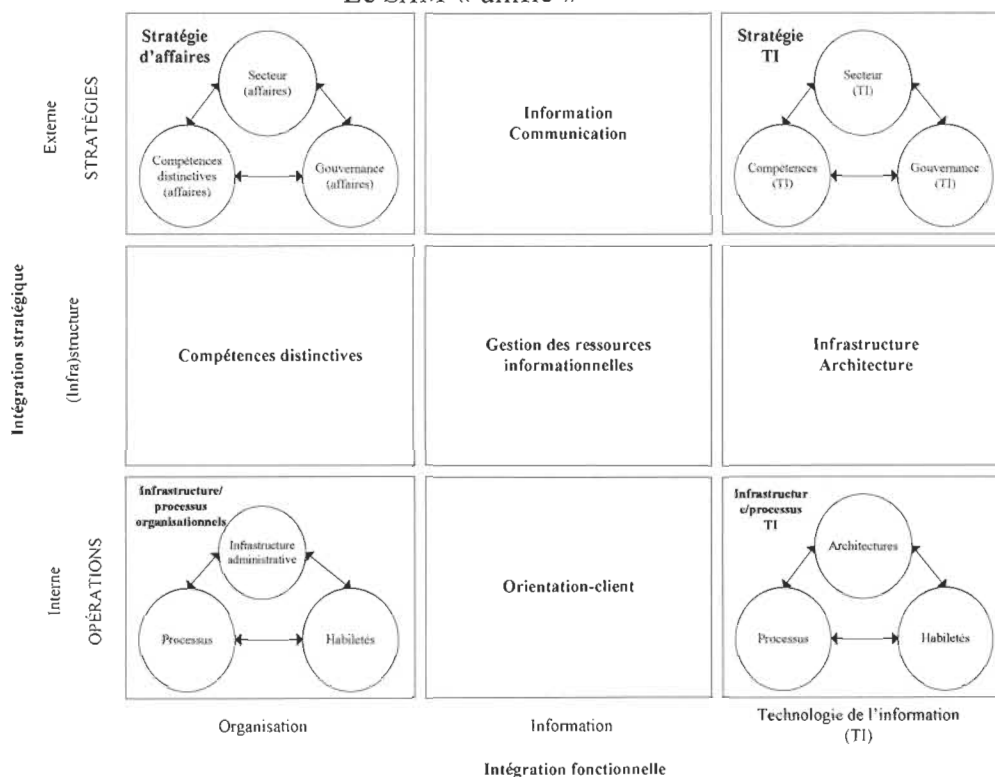 Le SAM
Stratégie
d'affaires
Secteur
(affaires)
Compétences
distinctives
(affaires)
Gouvernance
(affaires)
Information
Communication
Stratégie
TI
Secteur
(TI)
Compétences
(TI)
Gouvernance
(TI)
Externe
STRATÉGIES
Intégration stratégique
(Infra)structure
Compétences distinctives
Gestion des ressources
informationnelles
Infrastructure
Architecture
Interne
OPÉRATIONS
Infrastructure/
processus
organisationnels
Infrastructure
administrative
Processus
Habiletés
Orientation-client
Infrastructur
e/processus
TI
Architectures
Processus
Habiletés
Organisation
Information
Technologie de l'information
(TI)
Intégration fonctionnelle